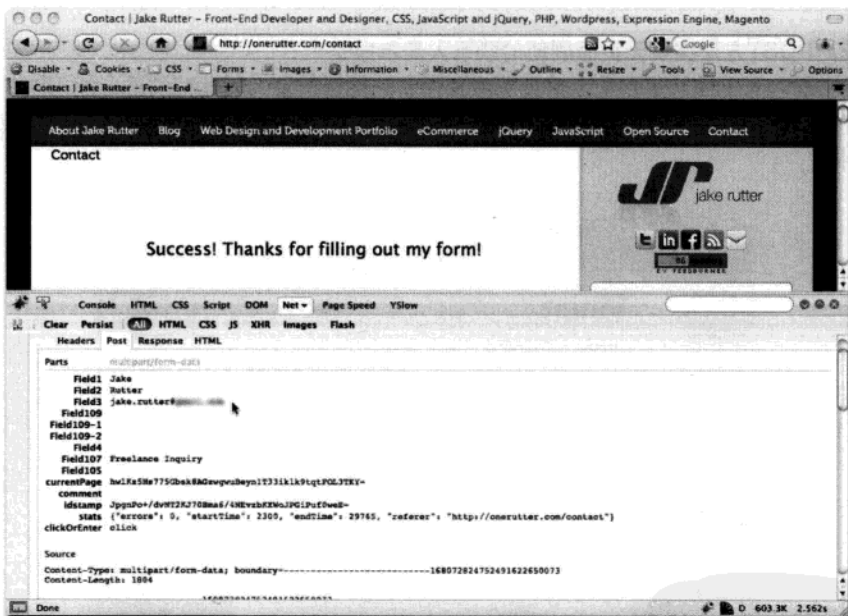 Contact | Jake Rutter – Front-End Developer and Designer, CSS, JavaScript and jQuery, PHP, Wordpress, Expression Engine, Magento
http://onerutter.com/contact
Google
Disable Cookies CSS Forms Images Information Miscellaneous Outline Resize Tools View Source Options
Contact | Jake Rutter – Front-End ...
About Jake Rutter Blog Web Design and Development Portfolio eCommerce jQuery JavaScript Open Source Contact
Contact
JR
jake rutter
Success! Thanks for filling out my form!
Console HTML CSS Script DOM Net Page Speed YSlow
Clear Persist All HTML CSS JS XHR Images Flash
Headers Post Response HTML
Parts multipart/form-data
Field1 Jake
Field2 Rutter
Field3 jake.rutter
Field109
Field109-1
Field109-2
Field4
Field107 Freelance Inquiry
Field105
currentPage
comment
idstamp
stats {"errors": 0, "startTime": 2309, "endTime": 29765, "referer": "http://onerutter.com/contact"}
clickOrEnter click
Source
Content-Type: multipart/form-data; boundary=---------------------------168072824752491622650073
Content-Length: 1804
Done
603.3K 2.562s